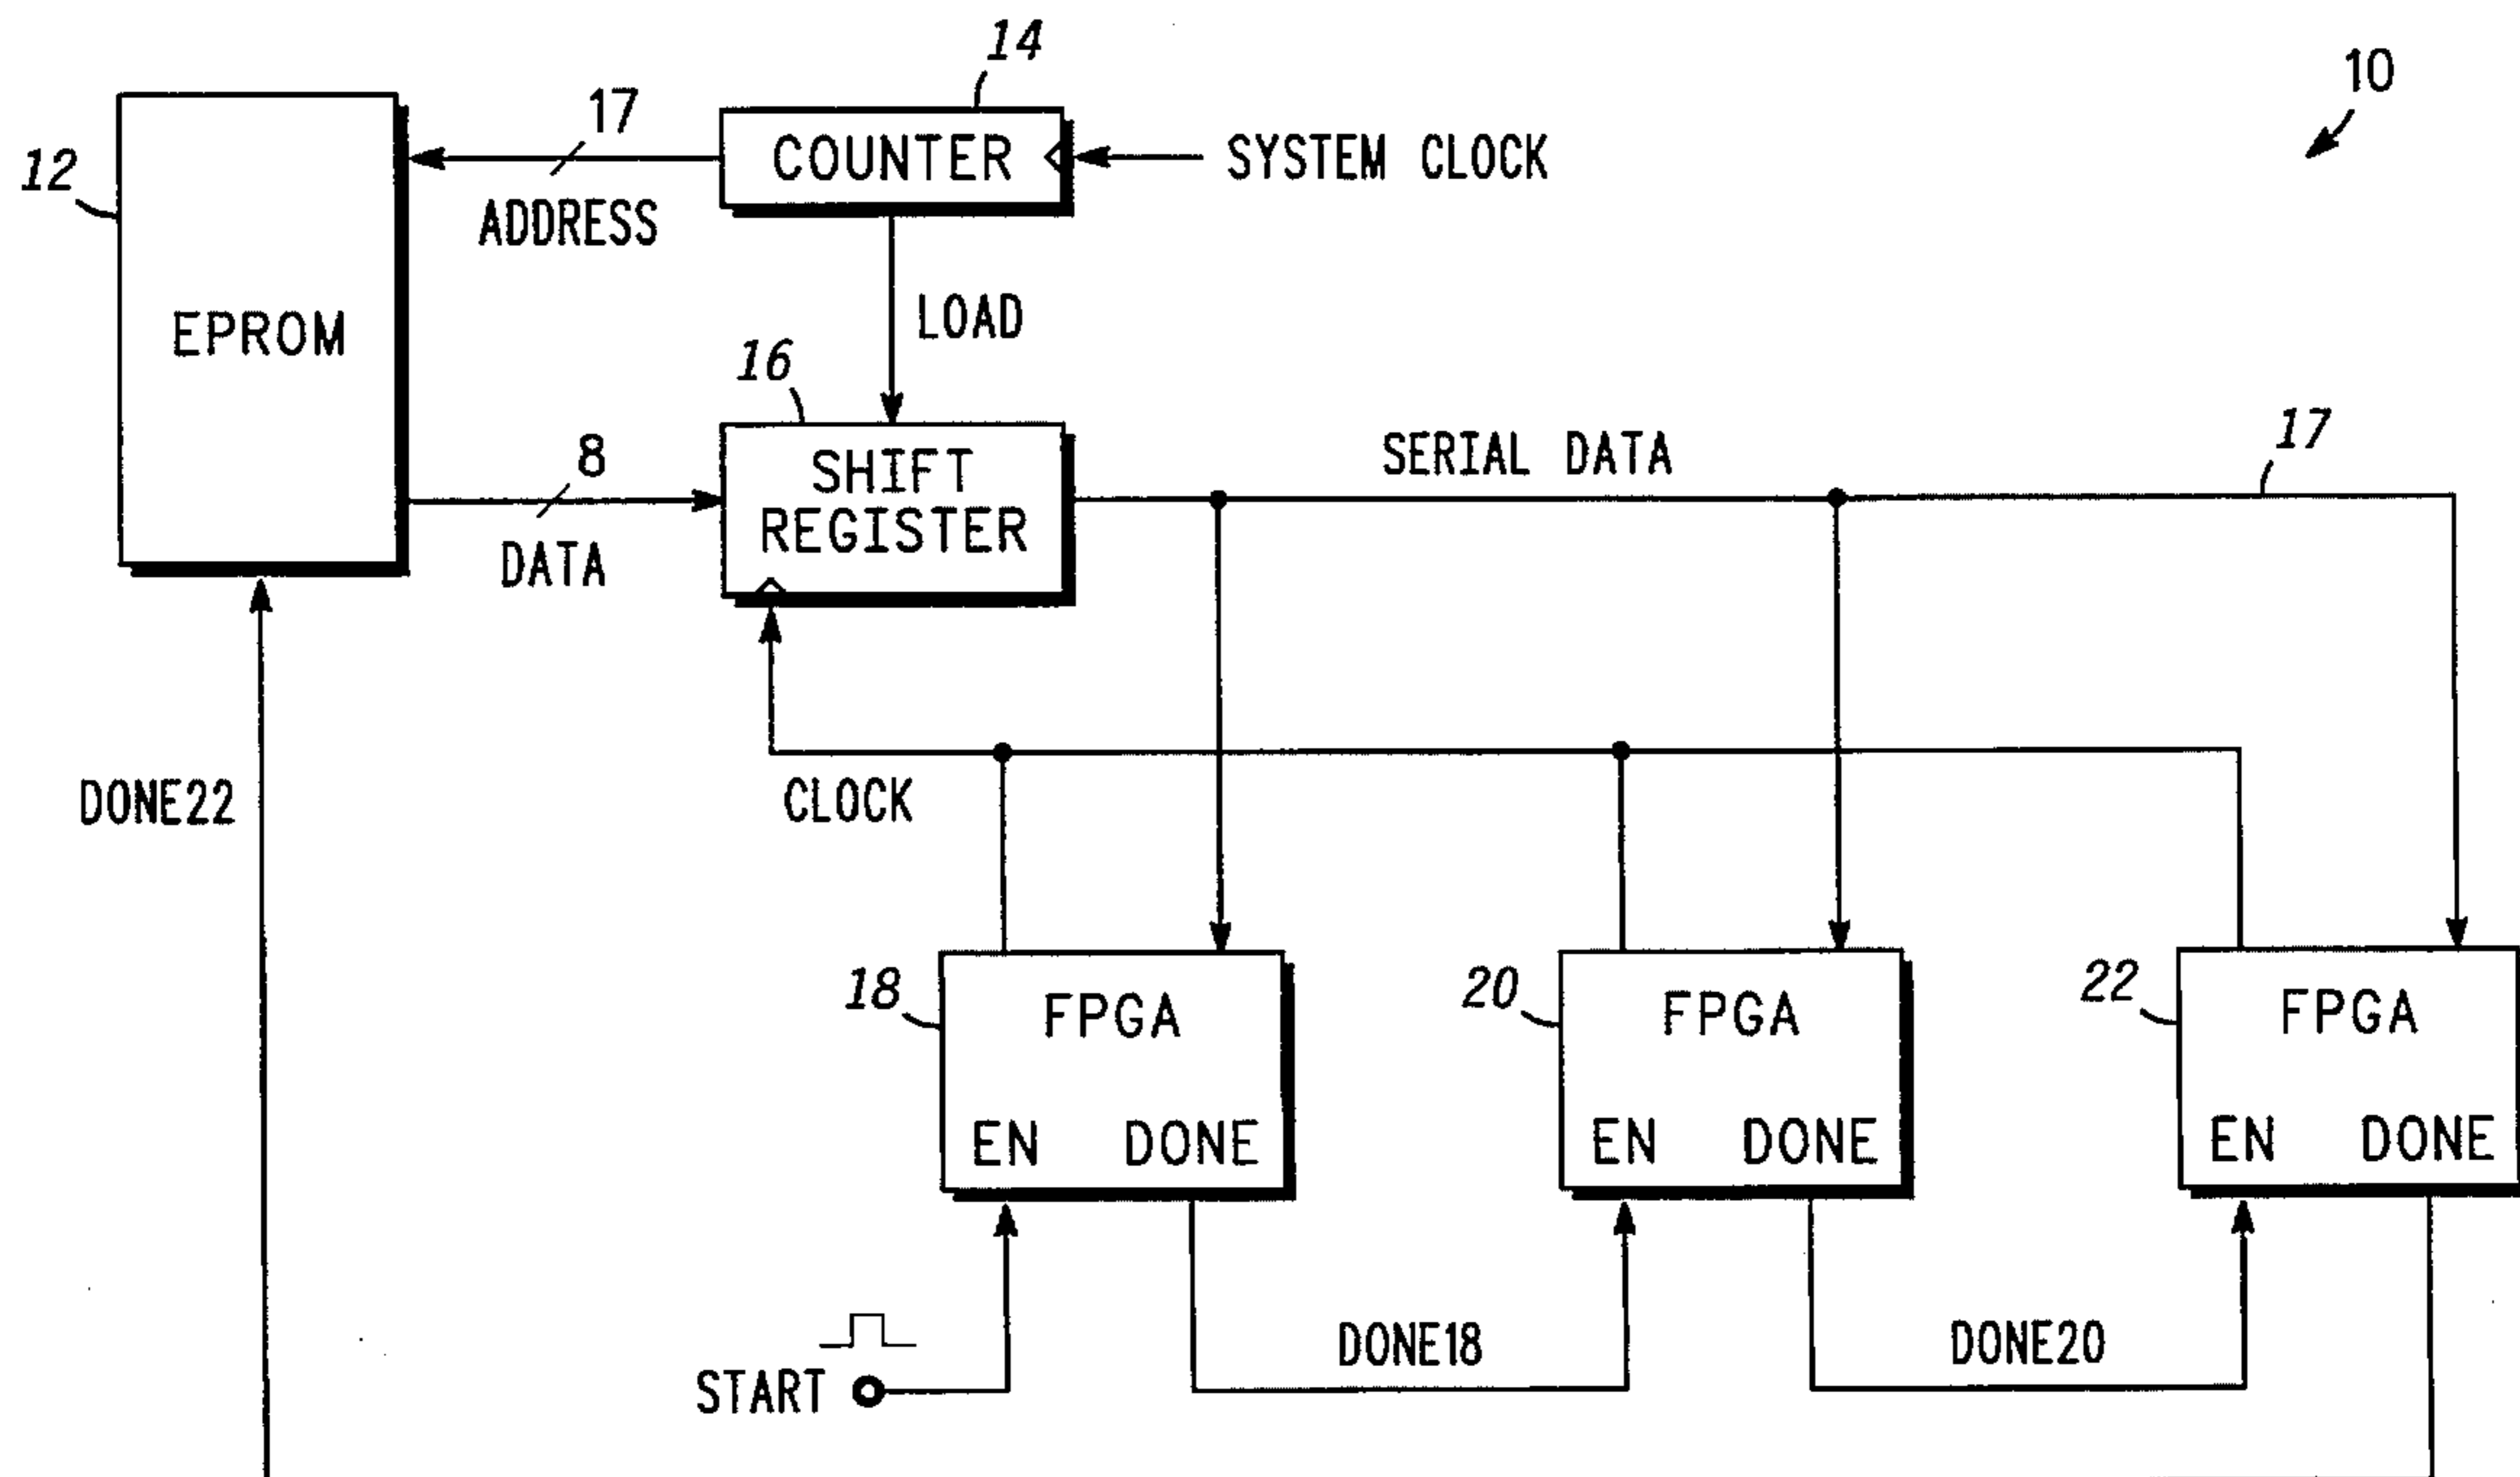 14
10
17
12
COUNTER
SYSTEM CLOCK
ADDRESS
EPROM
LOAD
16
8
SHIFT
REGISTER
SERIAL DATA
17
DATA
DONE22
CLOCK
18
FPGA
EN DONE
20
FPGA
EN DONE
22
FPGA
EN DONE
START
DONE18
DONE20